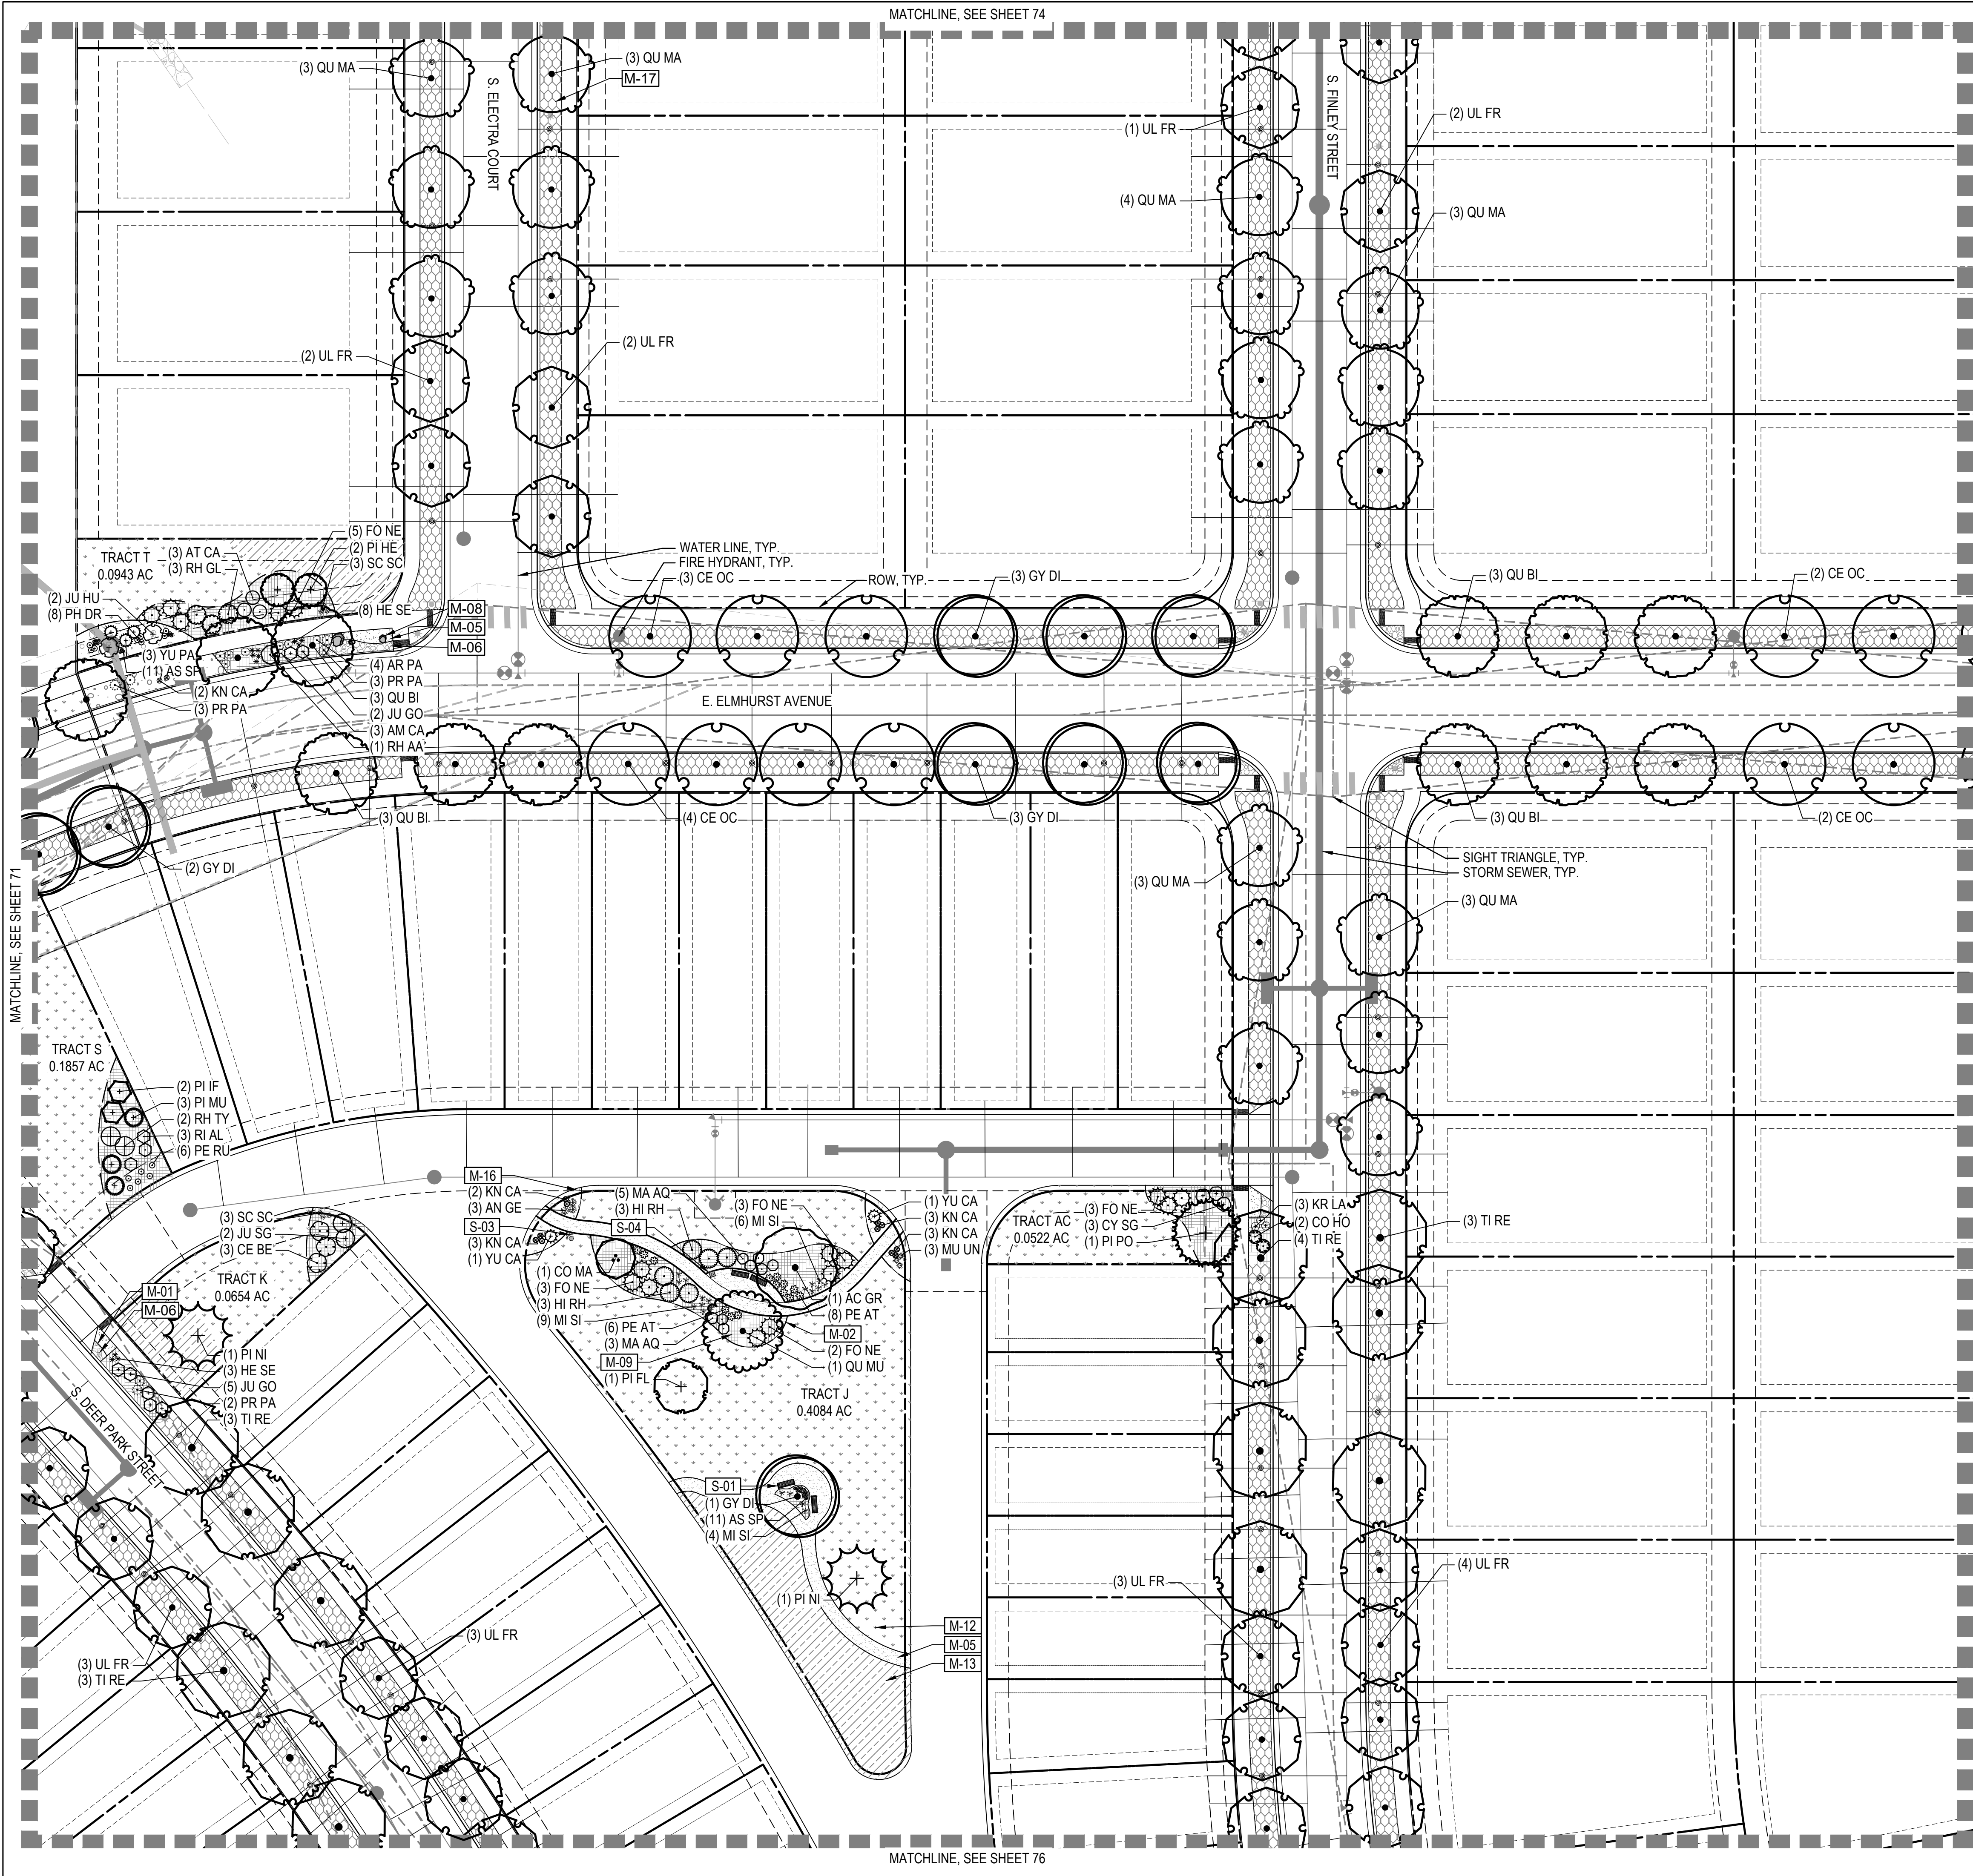 MATCHLINE, SEE SHEET 74
(3) QU MA
S. ELECTRA COURT
(3) QU MA
M-17
S. FINLEY STREET
(1) UL FR
(2) UL FR
(4) QU MA
(3) QU MA
(2) UL FR
(2) UL FR
TRACT T
0.0943 AC
(3) AT CA
(3) RH GL
(5) FO NE
(2) PI HE
(3) SC SC
(2) JU HU
(8) PH DR
(8) HE SE
M-08
M-05
M-06
WATER LINE, TYP.
FIRE HYDRANT, TYP.
(3) CE OC
ROW, TYP.
(3) GY DI
(3) QU BI
(2) CE OC
(3) YU PA
(11) AS SP
(2) KN CA
(3) PR PA
(4) AR PA
(3) PR PA
(3) QU BI
(2) JU GO
(3) AM CA
(1) RH AA
E. ELMHURST AVENUE
(3) QU BI
(4) CE OC
(3) GY DI
(3) QU BI
(2) CE OC
(2) GY DI
SIGHT TRIANGLE, TYP.
STORM SEWER, TYP.
(3) QU MA
(3) QU MA
MATCHLINE, SEE SHEET 71
TRACT S
0.1857 AC
(2) PI IF
(3) PI MU
(2) RH TY
(3) RI AL
(6) PE RU
M-16
(2) KN CA
(3) AN GE
S-03
(3) KN CA
(1) YU CA
(5) MA AQ
(3) HI RH
S-04
(3) FO NE
(6) MI SI
(1) YU CA
(3) KN CA
(3) KN CA
(3) MU UN
TRACT AC
0.0522 AC
(3) FO NE
(3) CY SG
(1) PI PO
(3) KR LA
(2) CO HO
(4) TI RE
(3) TI RE
(3) SC SC
(2) JU SG
(3) CE BE
TRACT K
0.0654 AC
M-01
M-06
(1) PI NI
(3) HE SE
(5) JU GO
(2) PR PA
(3) TI RE
S. DEER PARK STREET
(1) CO MA
(3) FO NE
(3) HI RH
(9) MI SI
(6) PE AT
(3) MA AQ
M-09
(1) PI FL
(1) AC GR
(8) PE AT
M-02
(2) FO NE
(1) QU MU
TRACT J
0.4084 AC
S-01
(1) GY DI
(11) AS SP
(4) MI SI
(1) PI NI
M-12
M-05
M-13
(3) UL FR
(4) UL FR
(3) UL FR
(3) UL FR
(3) TI RE
MATCHLINE, SEE SHEET 76